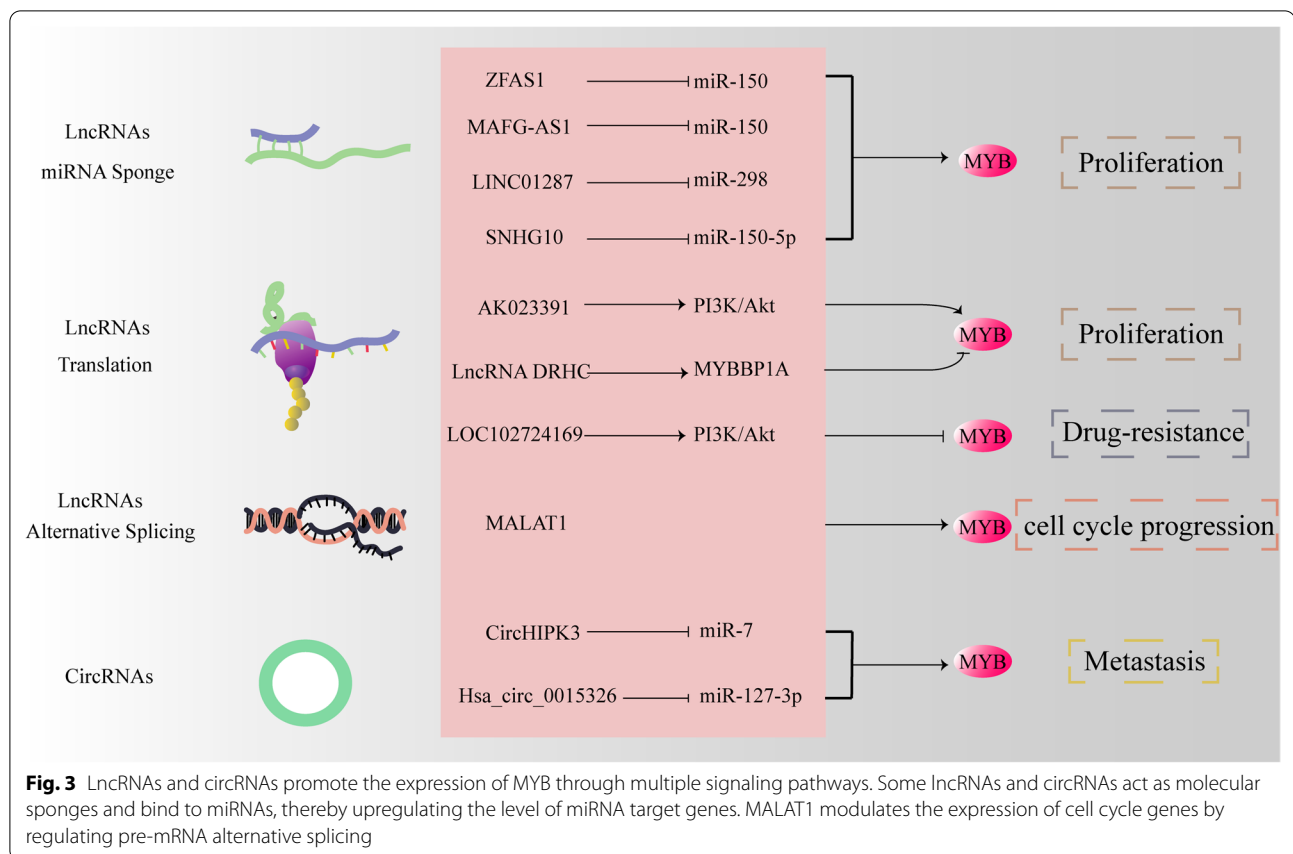 ZFAS1 miR-150
LncRNAs
miRNA Sponge
MAFG-AS1 miR-150
MYB Proliferation
LINC01287 miR-298
SNHG10 miR-150-5p
LncRNAs
Translation
AK023391 PI3K/Akt
MYB Proliferation
LncRNA DRHC MYBBP1A
LOC102724169 PI3K/Akt MYB Drug-resistance
LncRNAs
Alternative Splicing
MALAT1 MYB cell cycle progression
CircHIPK3 miR-7
CircRNAs MYB Metastasis
Hsa_circ_0015326 miR-127-3p
Fig. 3 LncRNAs and circRNAs promote the expression of MYB through multiple signaling pathways. Some lncRNAs and circRNAs act as molecular
sponges and bind to miRNAs, thereby upregulating the level of miRNA target genes. MALAT1 modulates the expression of cell cycle genes by
regulating pre-mRNA alternative splicing